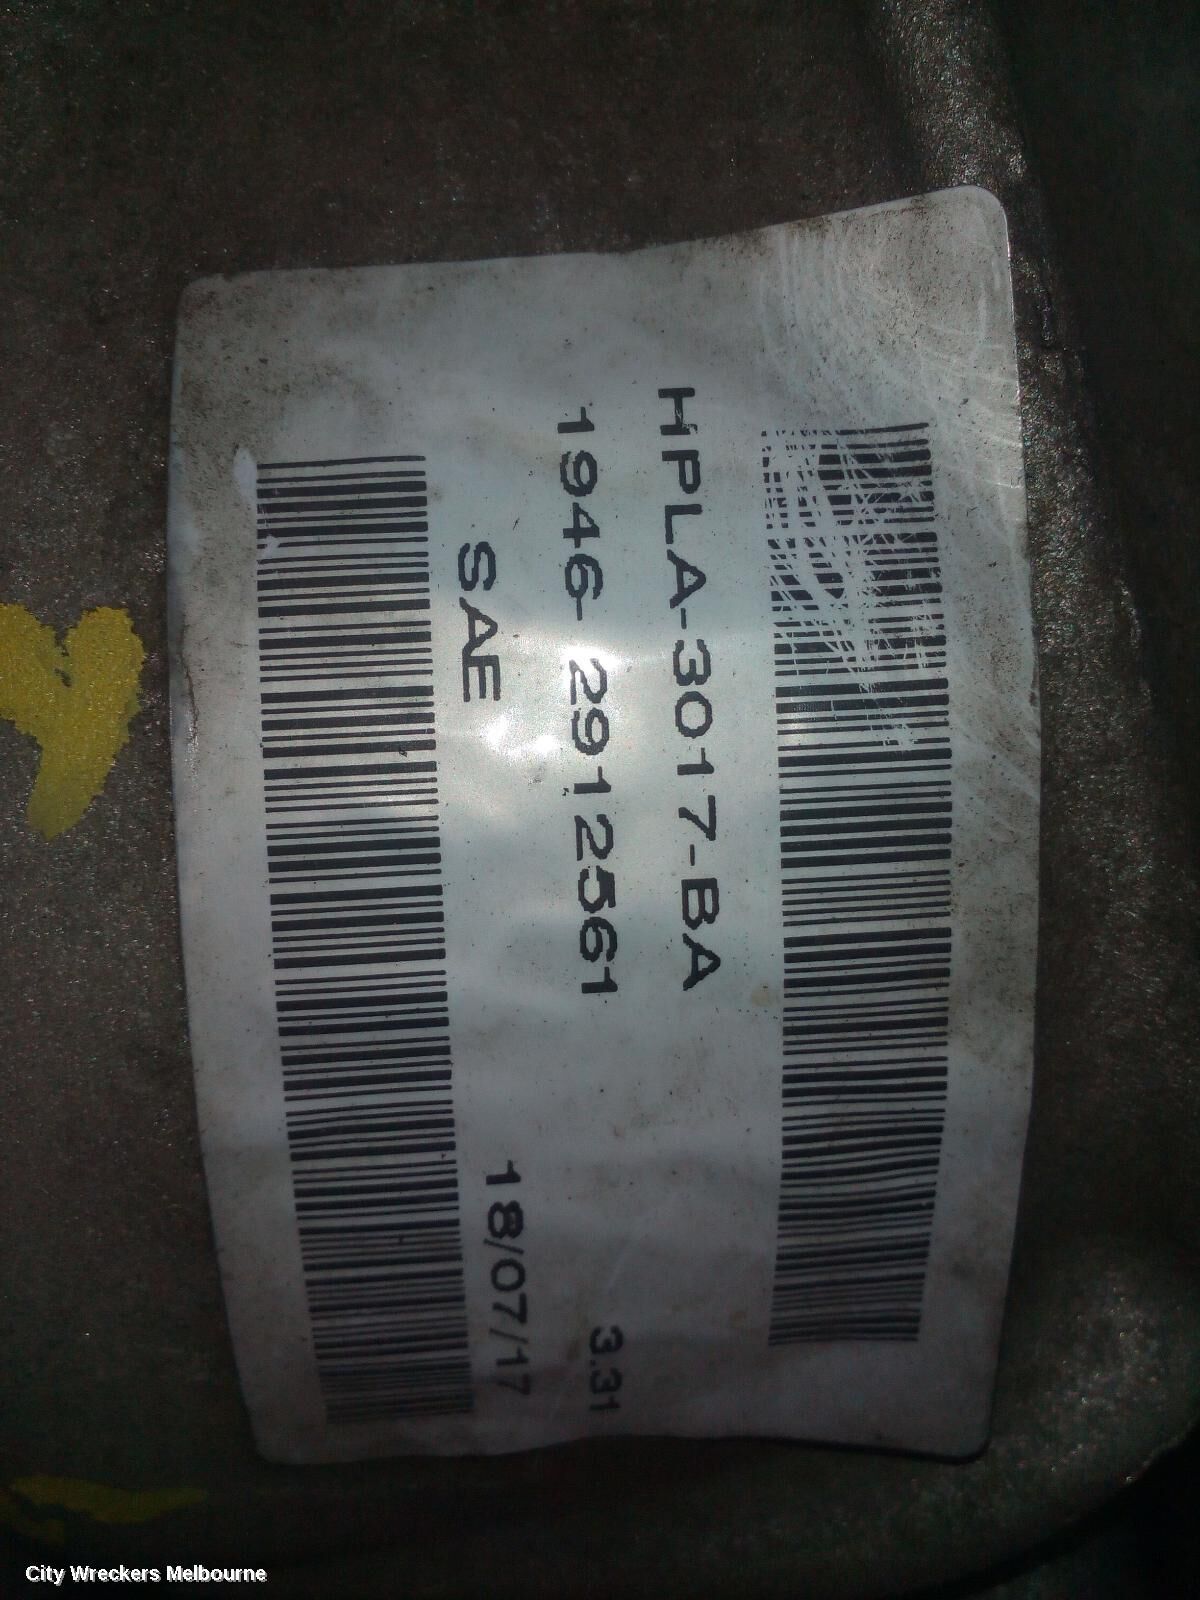 HPLA-3017-BA
1946- 2912561
3.31
SAE
18/07/17
City Wreckers Melbourne